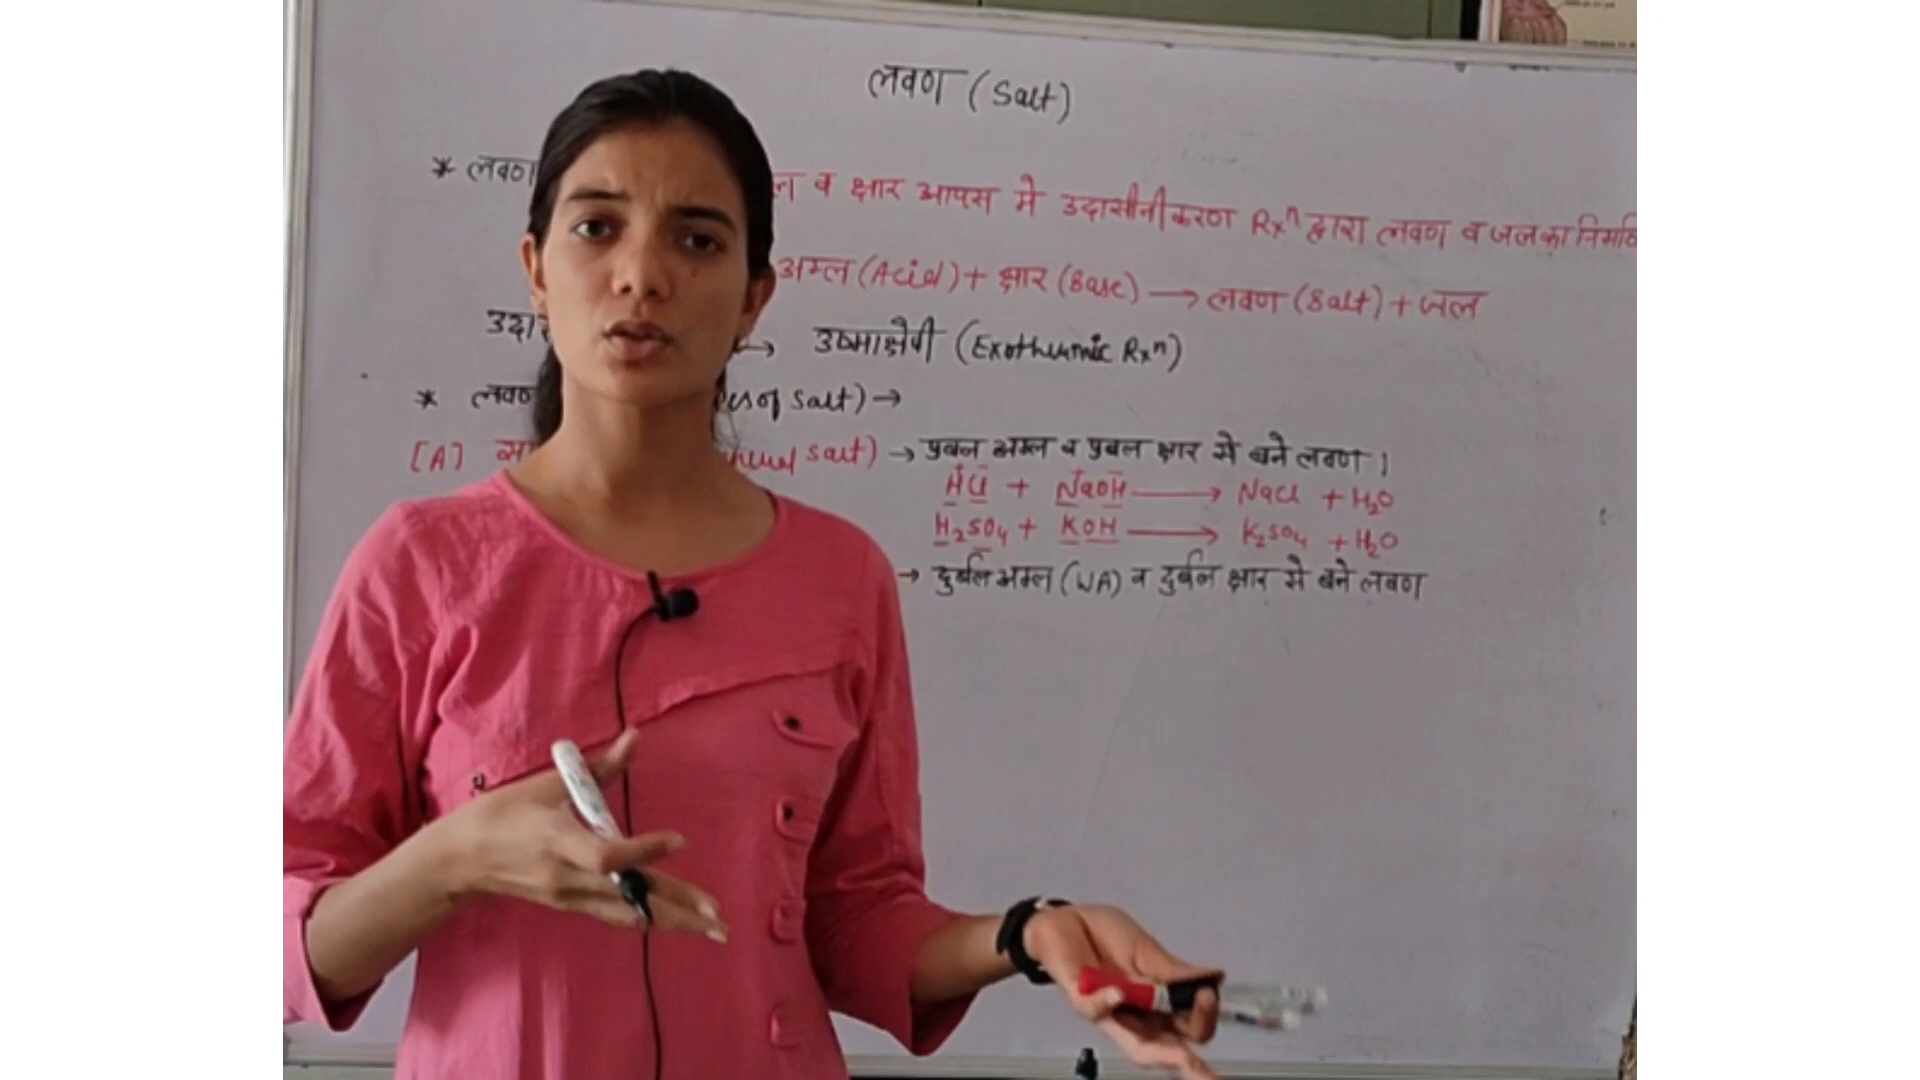 लवण (Salt)
* लवण व क्षार आपस मे उदासीनीकरण Rxⁿ द्वारा लवण व जल का
अम्ल (Acid) + क्षार (Base) → लवण (Salt) + जल
→ उष्माक्षेपी (Exothermic Rxⁿ)
* लवण of Salt) →
[A] Salt) → प्रबल अम्ल व प्रबल क्षार से बने लवण ।
HCl + NaOH → NaCl + H₂O
H₂SO₄ + KOH → K₂SO₄ + H₂O
→ दुर्बल अम्ल (WA) व दुर्बल क्षार से बने लवण